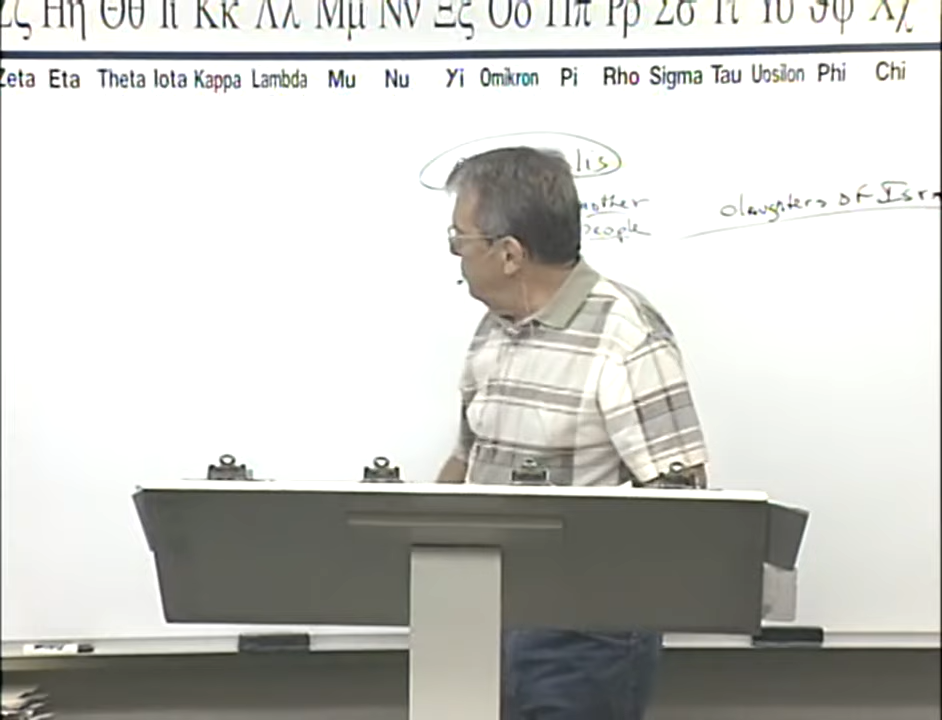 Ζζ Ηη Θθ Ιι Κκ Λλ Μμ Νν Ξξ Οο Ππ Ρρ Σσ Ττ Υυ Φφ Χχ
Zeta Eta Theta Iota Kappa Lambda Mu Nu Yi Omikron Pi Rho Sigma Tau Uosilon Phi Chi
lis
mother
people
daughters of Isr